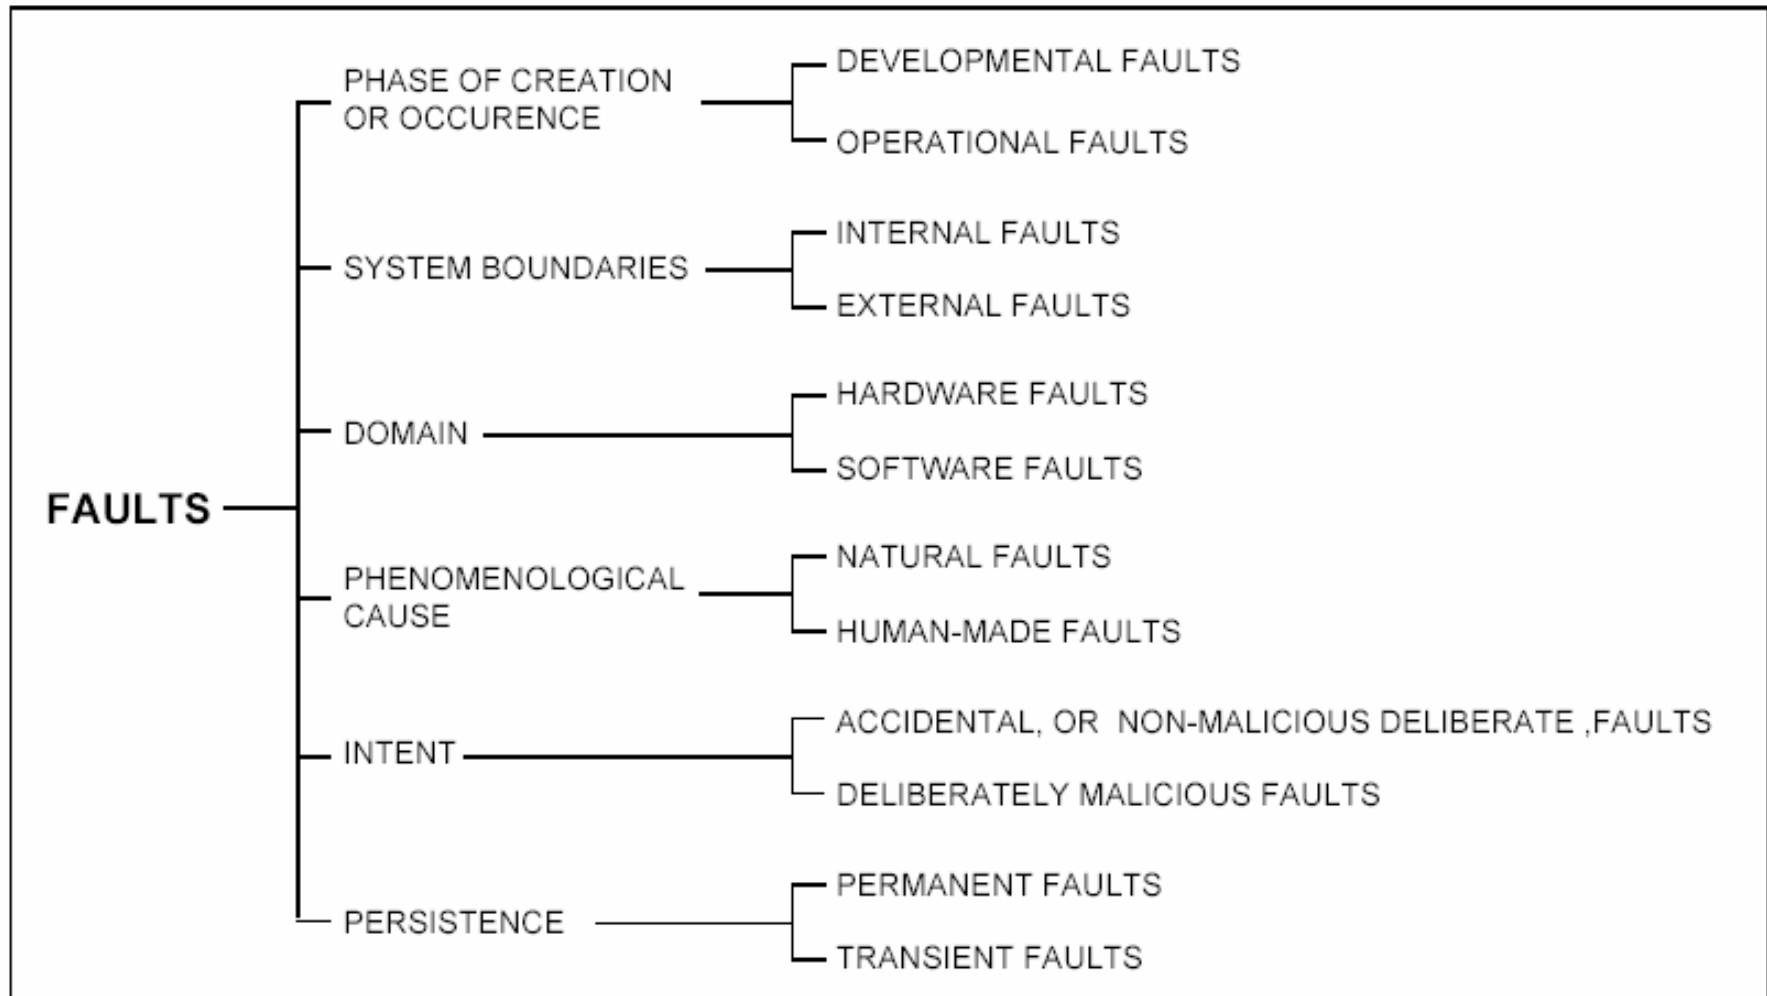 PHASE OF CREATION
OR OCCURENCE
DEVELOPMENTAL FAULTS
OPERATIONAL FAULTS
SYSTEM BOUNDARIES
INTERNAL FAULTS
EXTERNAL FAULTS
DOMAIN
HARDWARE FAULTS
SOFTWARE FAULTS
FAULTS
PHENOMENOLOGICAL
CAUSE
NATURAL FAULTS
HUMAN-MADE FAULTS
INTENT
ACCIDENTAL, OR  NON-MALICIOUS DELIBERATE ,FAULTS
DELIBERATELY MALICIOUS FAULTS
PERSISTENCE
PERMANENT FAULTS
TRANSIENT FAULTS